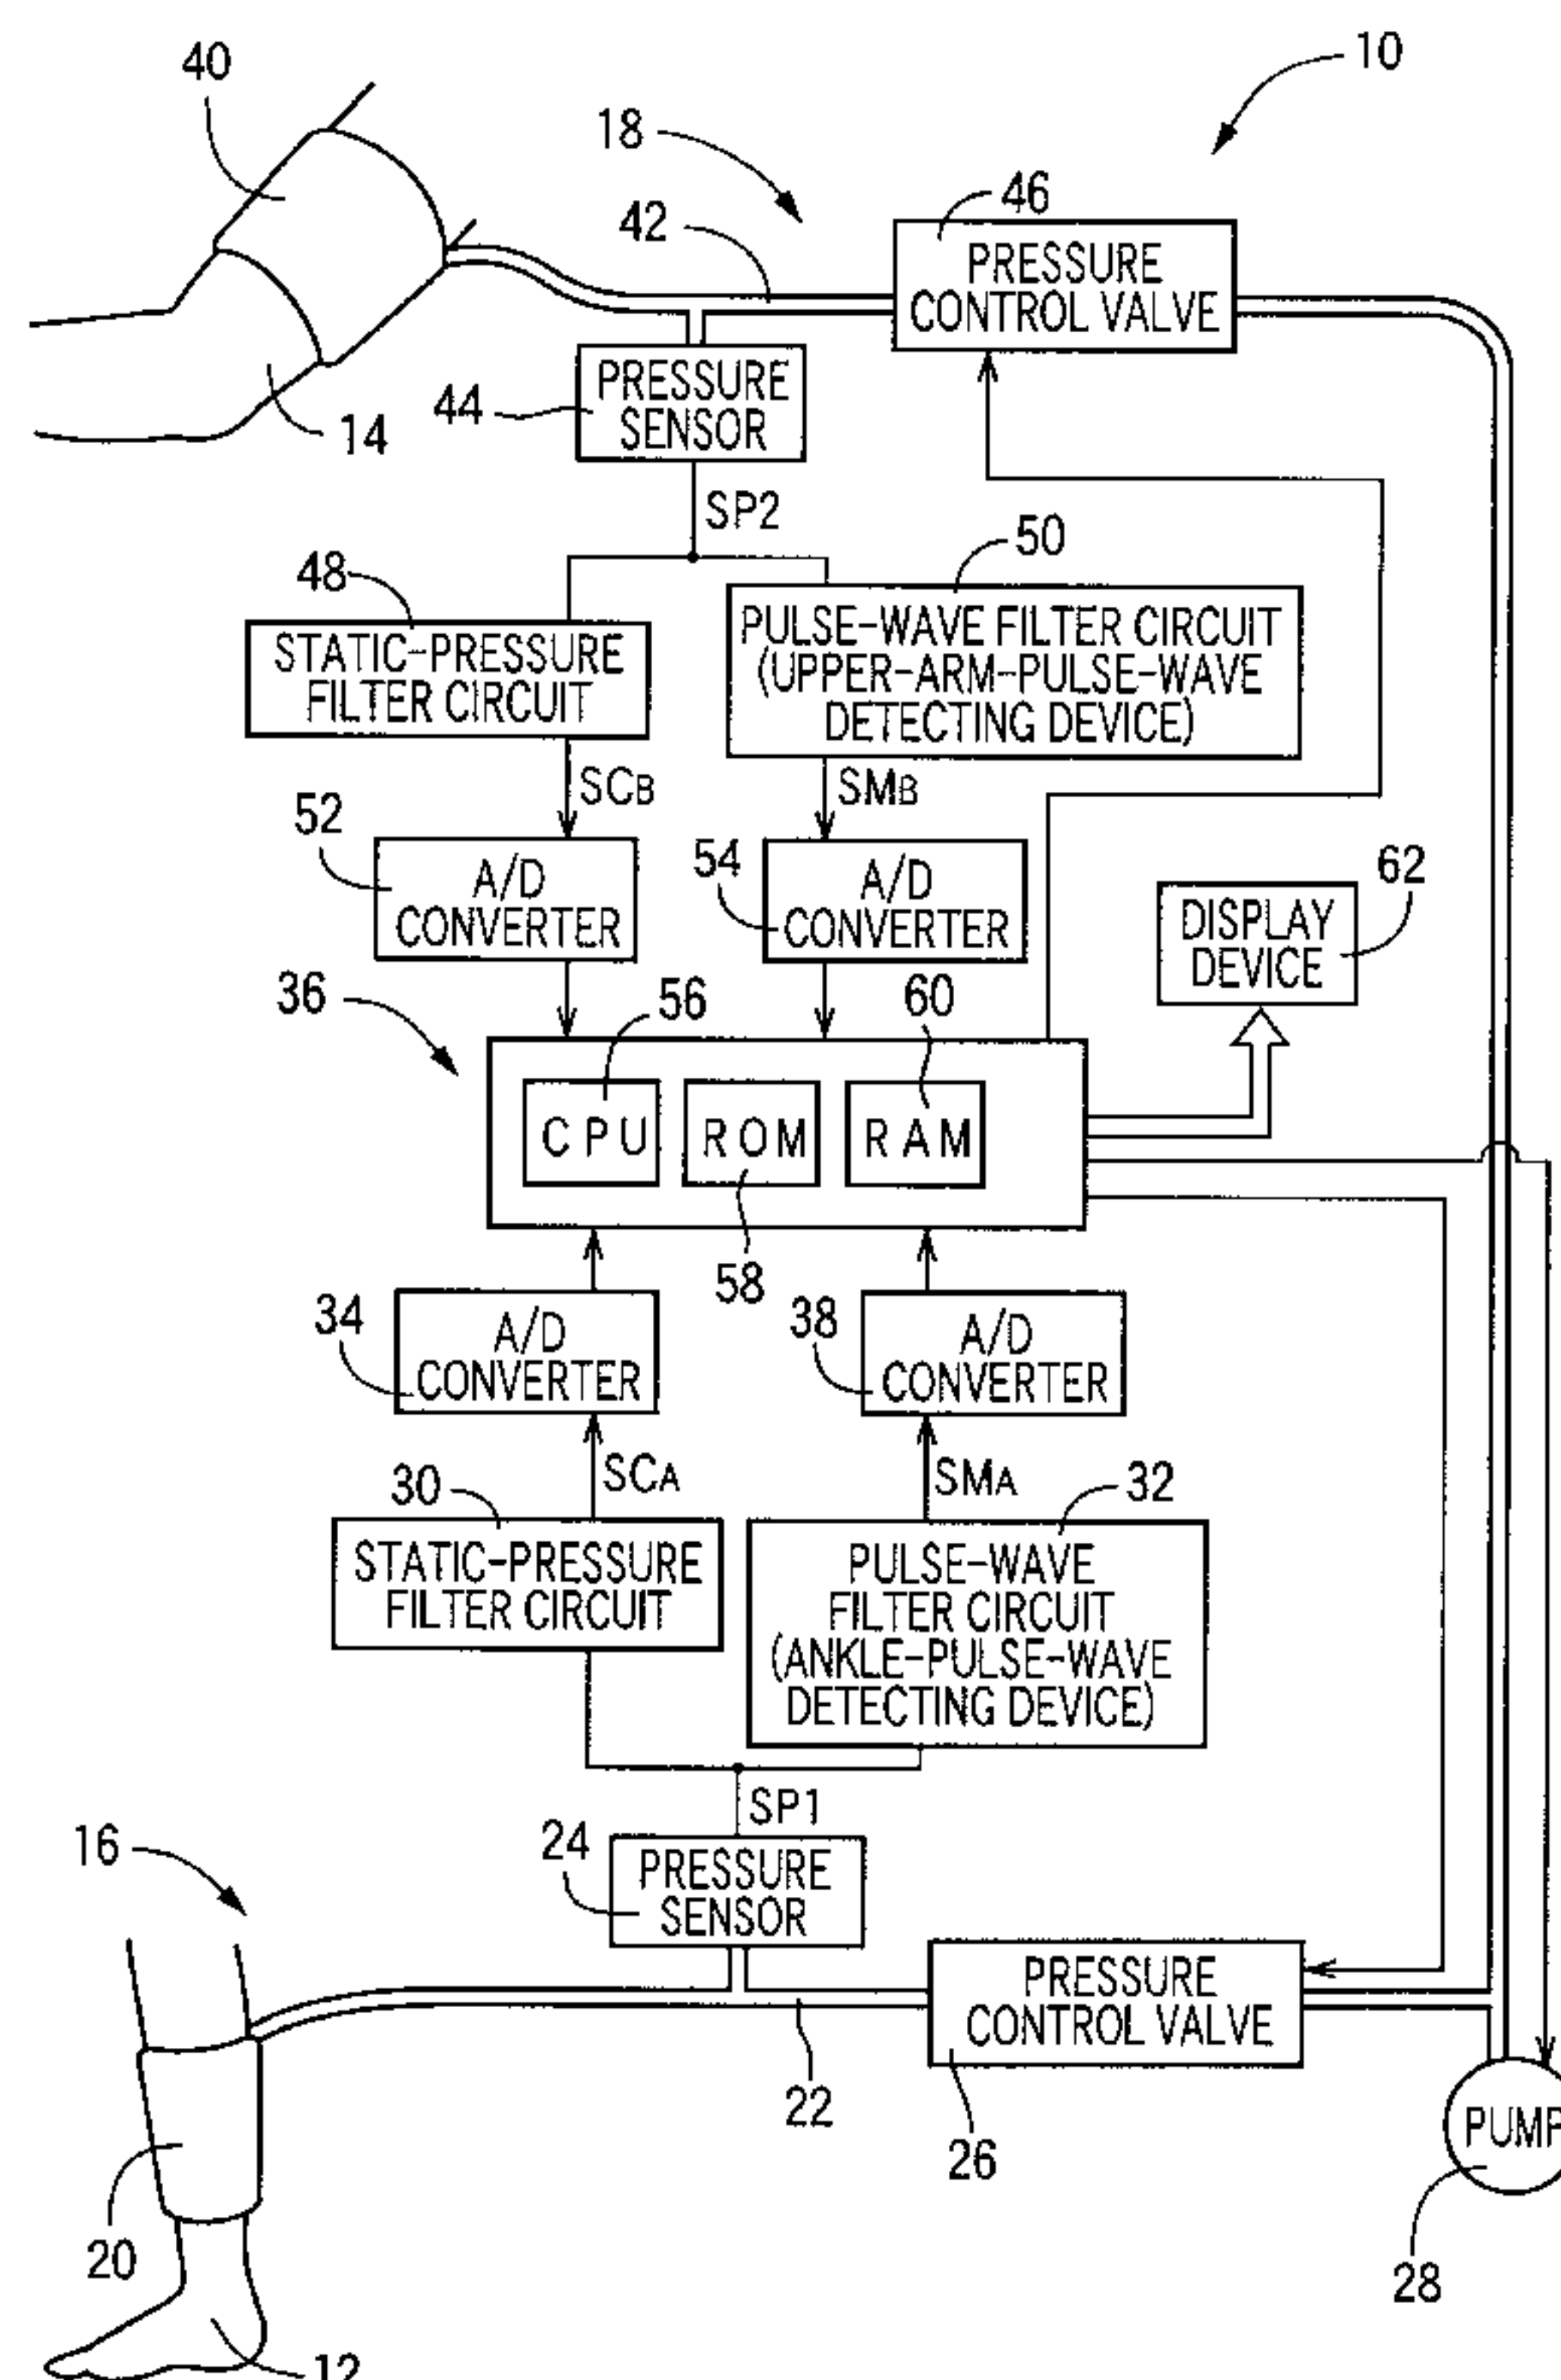 10
40
18
46
42
PRESSURE
CONTROL VALVE
PRESSURE
SENSOR
44
14
SP2
50
48
PULSE-WAVE FILTER CIRCUIT
(UPPER-ARM-PULSE-WAVE
DETECTING DEVICE)
STATIC-PRESSURE
FILTER CIRCUIT
SCB
SMB
52
54
62
A/D
CONVERTER
A/D
CONVERTER
DISPLAY
DEVICE
36
56
60
CPU
ROM
RAM
58
34
38
A/D
CONVERTER
A/D
CONVERTER
SCA
SMA
30
32
STATIC-PRESSURE
FILTER CIRCUIT
PULSE-WAVE
FILTER CIRCUIT
(ANKLE-PULSE-WAVE
DETECTING DEVICE)
SP1
16
24
PRESSURE
SENSOR
PRESSURE
CONTROL VALVE
22
26
PUMP
20
28
12